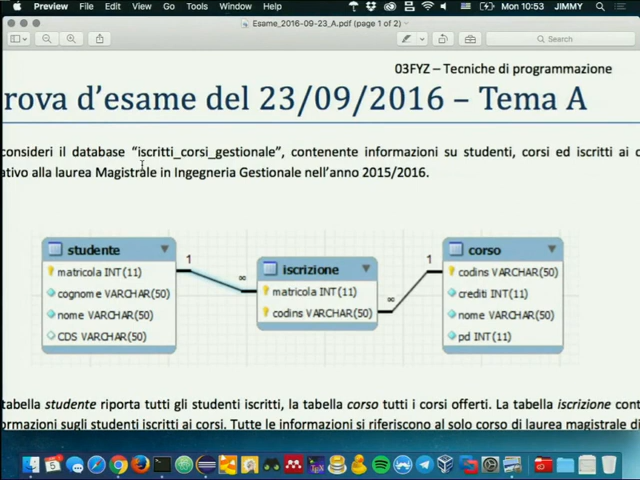 Preview File Edit View Go Tools Window Help Mon 10:53 JIMMY
Esame_2016-09-23_A.pdf (page 1 of 2)
Search
03FYZ – Tecniche di programmazione
rova d’esame del 23/09/2016 – Tema A
consideri il database “iscritti_corsi_gestionale”, contenente informazioni su studenti, corsi ed iscritti ai c
ativo alla laurea Magistrale in Ingegneria Gestionale nell’anno 2015/2016.
studente
matricola INT(11)
cognome VARCHAR(50)
nome VARCHAR(50)
CDS VARCHAR(50)
1
∞
iscrizione
matricola INT(11)
codins VARCHAR(50)
∞
1
corso
codins VARCHAR(50)
crediti INT(11)
nome VARCHAR(50)
pd INT(11)
tabella studente riporta tutti gli studenti iscritti, la tabella corso tutti i corsi offerti. La tabella iscrizione cont
ormazioni sugli studenti iscritti ai corsi. Tutte le informazioni si riferiscono al solo corso di laurea magistrale di
5